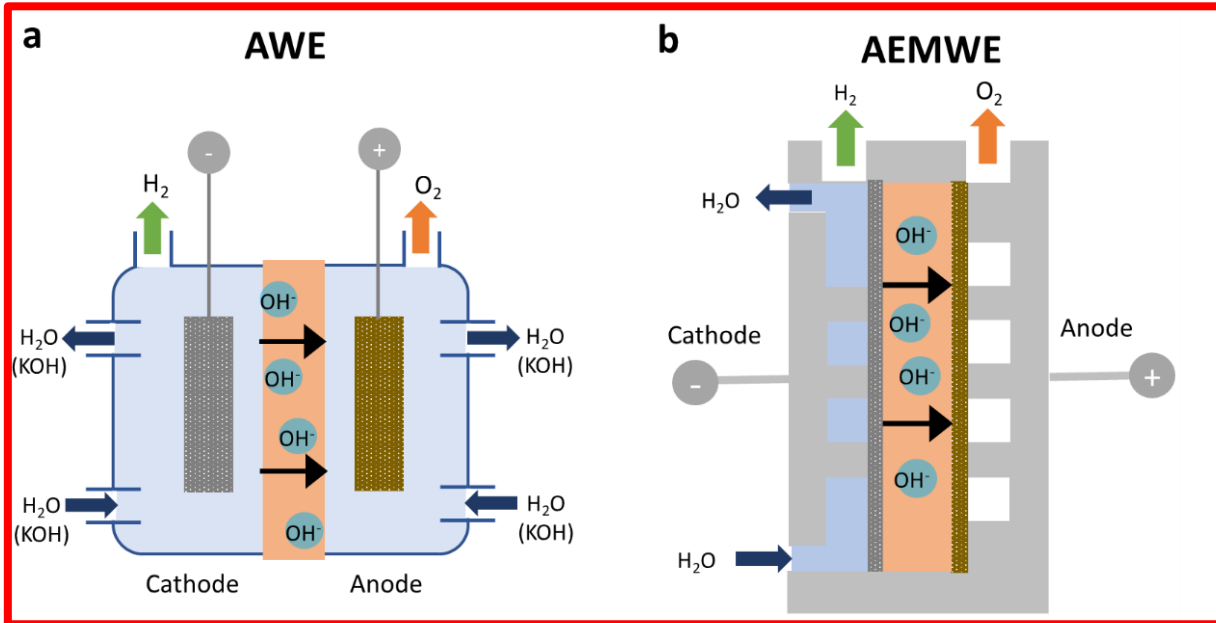 a
AWE
-
+
H₂
O₂
OH⁻
H₂O
(KOH)
H₂O
(KOH)
OH⁻
OH⁻
H₂O
(KOH)
H₂O
(KOH)
OH⁻
Cathode
Anode
b
AEMWE
H₂
O₂
H₂O
OH⁻
OH⁻
Cathode
Anode
-
+
OH⁻
OH⁻
H₂O